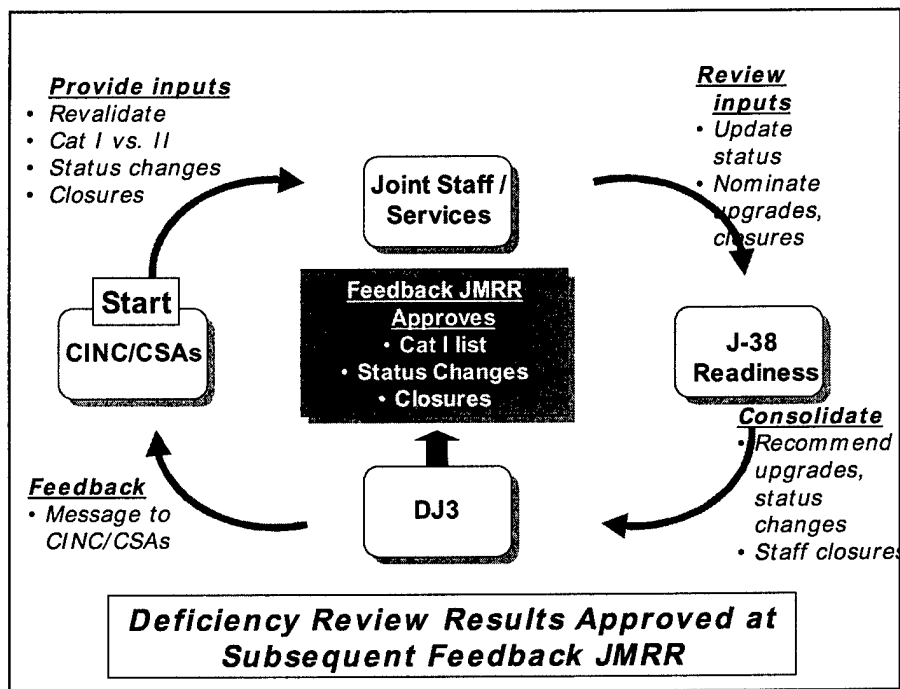 Provide inputs
• Revalidate
• Cat I vs. II
• Status changes
• Closures
Review
inputs
• Update
status
• Nominate
upgrades,
closures
Joint Staff /
Services
Start
CINC/CSAs
Feedback JMRR
Approves
• Cat I list
• Status Changes
• Closures
J-38
Readiness
Consolidate
• Recommend
upgrades,
status
changes
• Staff closures
DJ3
Feedback
• Message to
CINC/CSAs
Deficiency Review Results Approved at
Subsequent Feedback JMRR